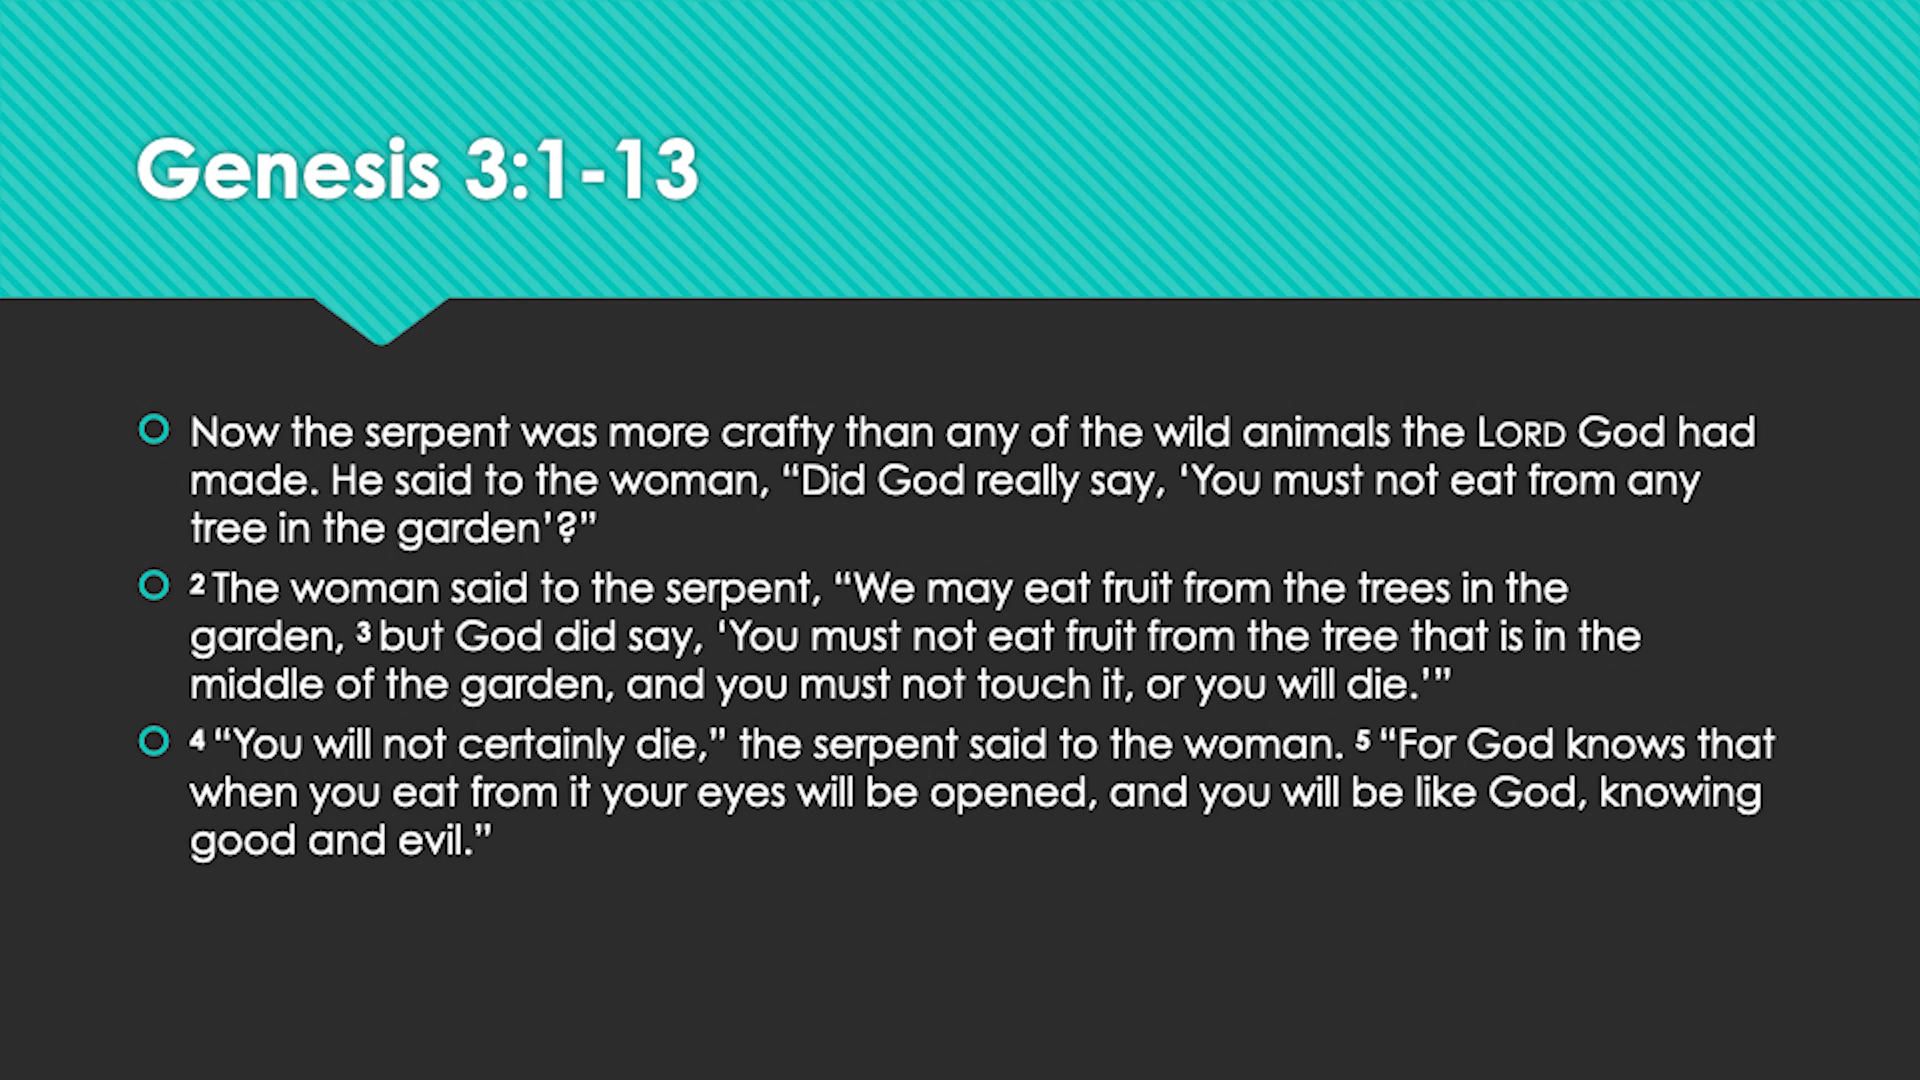 Genesis 3:1-13
Now the serpent was more crafty than any of the wild animals the LORD God had
made. He said to the woman, “Did God really say, ‘You must not eat from any
tree in the garden’?”
2 The woman said to the serpent, “We may eat fruit from the trees in the
garden, 3 but God did say, ‘You must not eat fruit from the tree that is in the
middle of the garden, and you must not touch it, or you will die.’”
4 “You will not certainly die,” the serpent said to the woman. 5 “For God knows that
when you eat from it your eyes will be opened, and you will be like God, knowing
good and evil.”